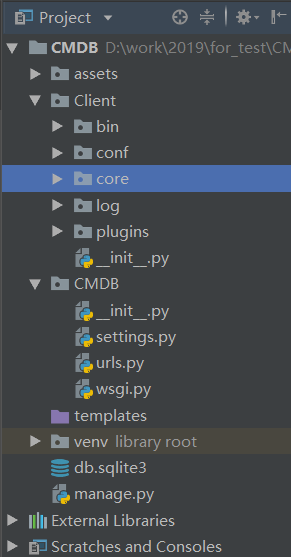 Project
CMDB D:\work\2019\for_test\CM
assets
Client
bin
conf
core
log
plugins
__init__.py
CMDB
__init__.py
settings.py
urls.py
wsgi.py
templates
venv library root
db.sqlite3
manage.py
External Libraries
Scratches and Consoles